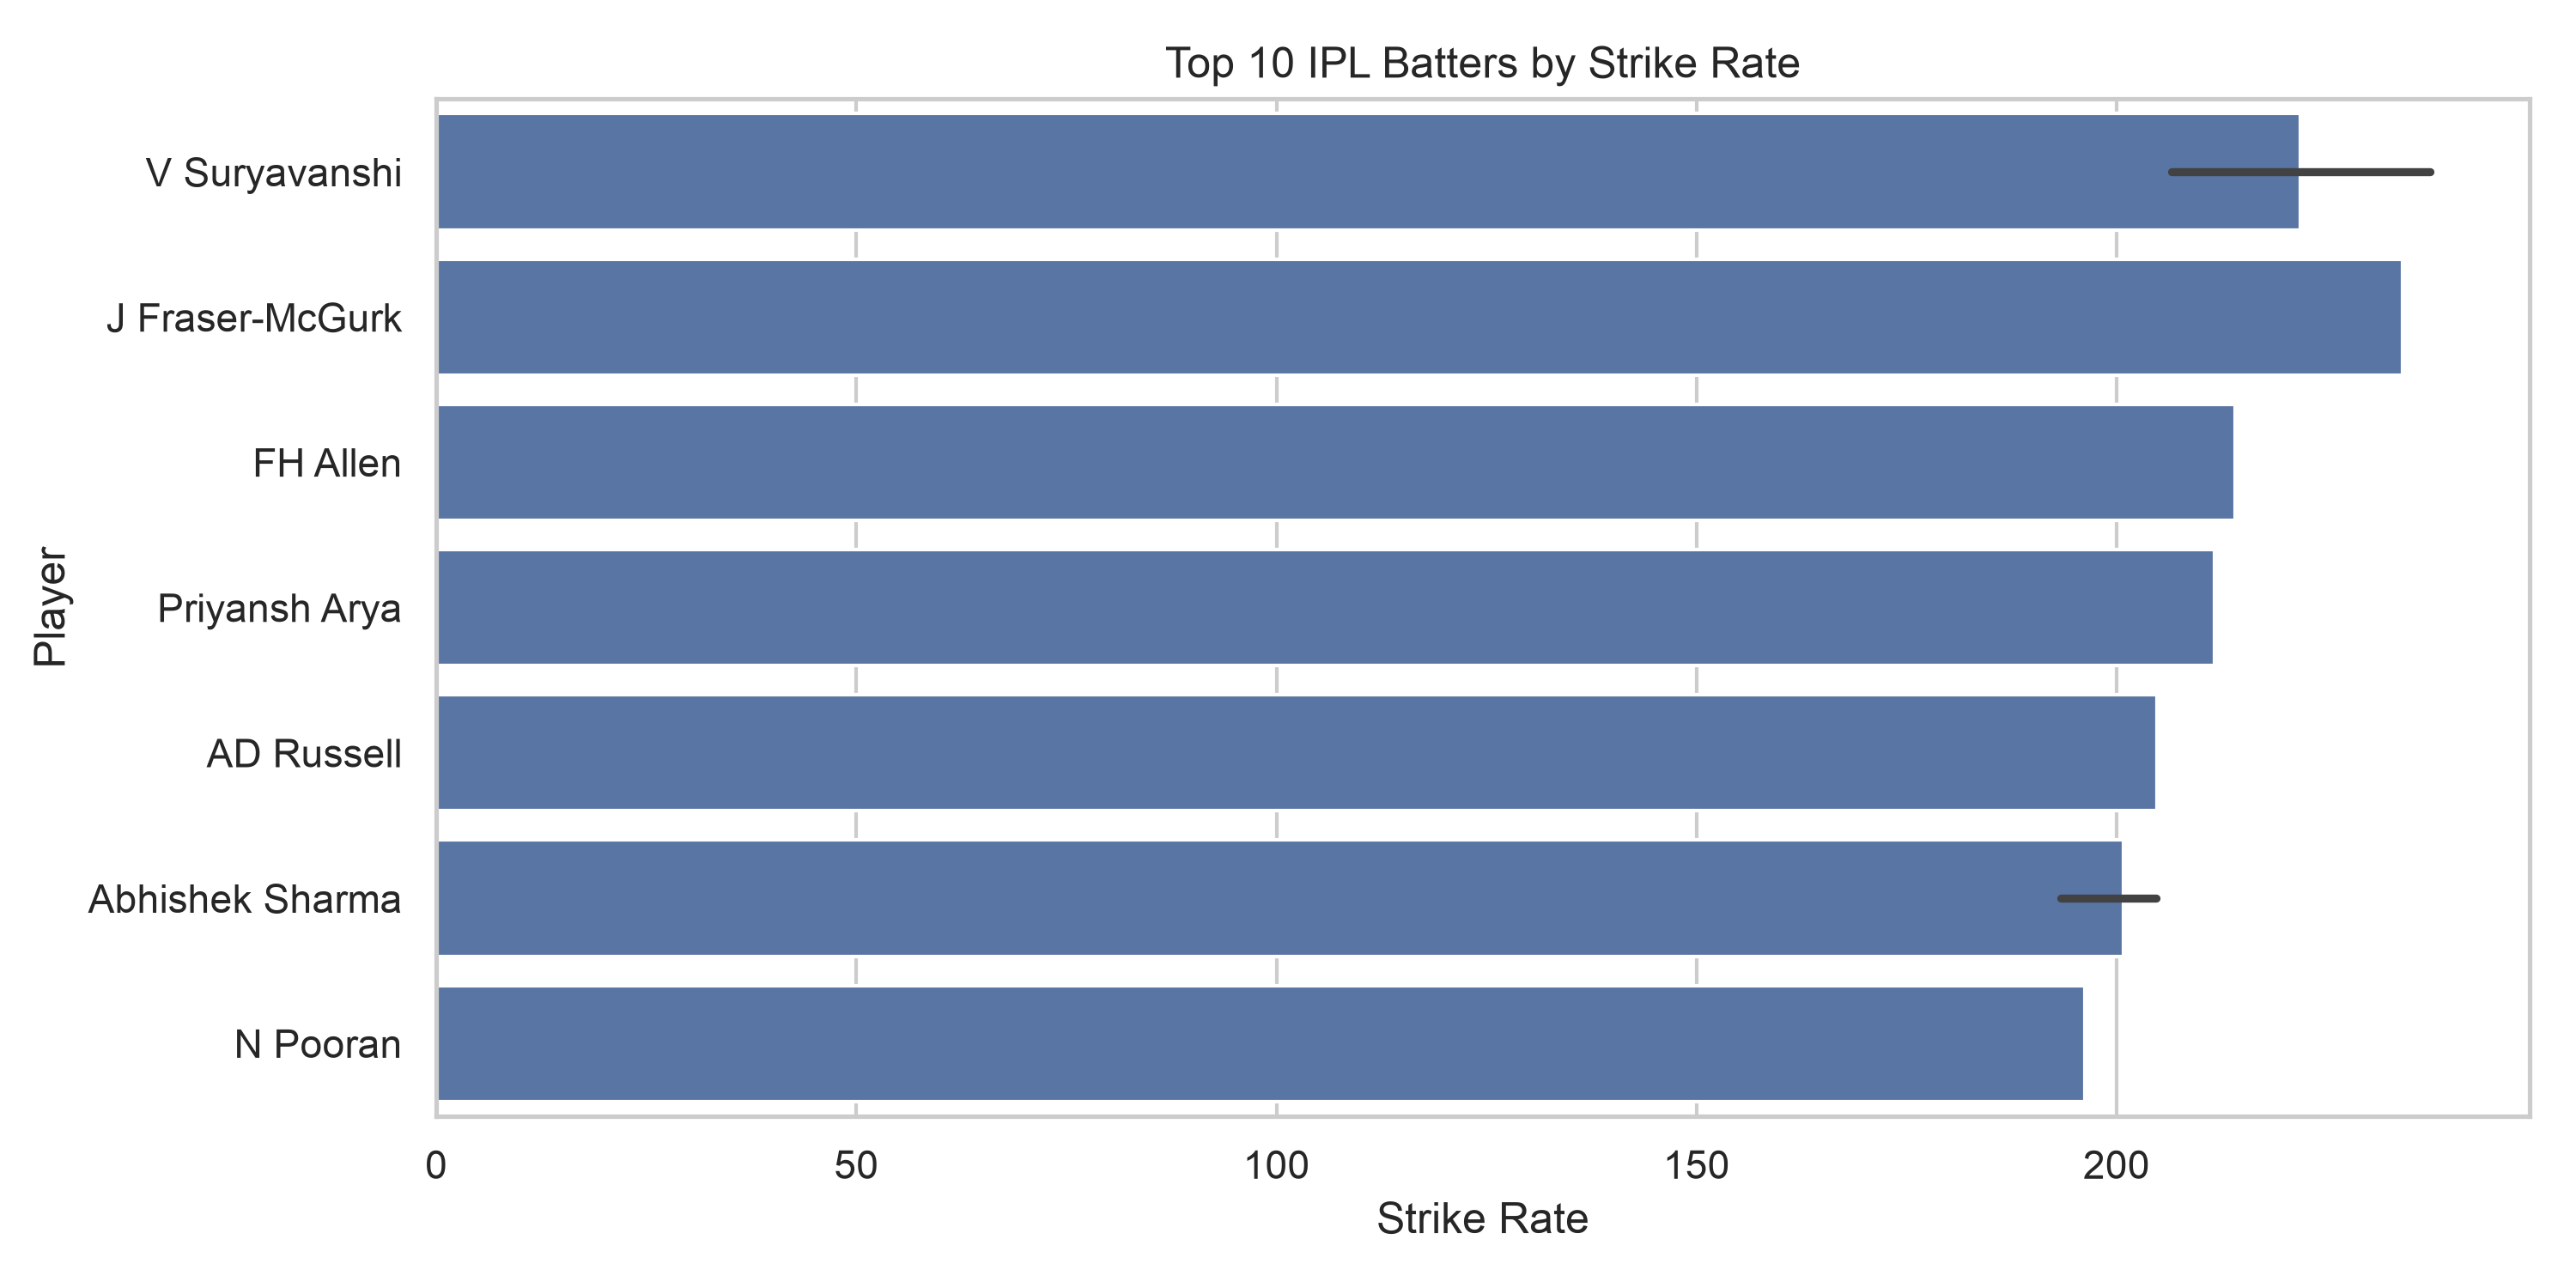 Top 10 IPL Batters by Strike Rate
Player
V Suryavanshi
J Fraser-McGurk
FH Allen
Priyansh Arya
AD Russell
Abhishek Sharma
N Pooran
0 50 100 150 200
Strike Rate